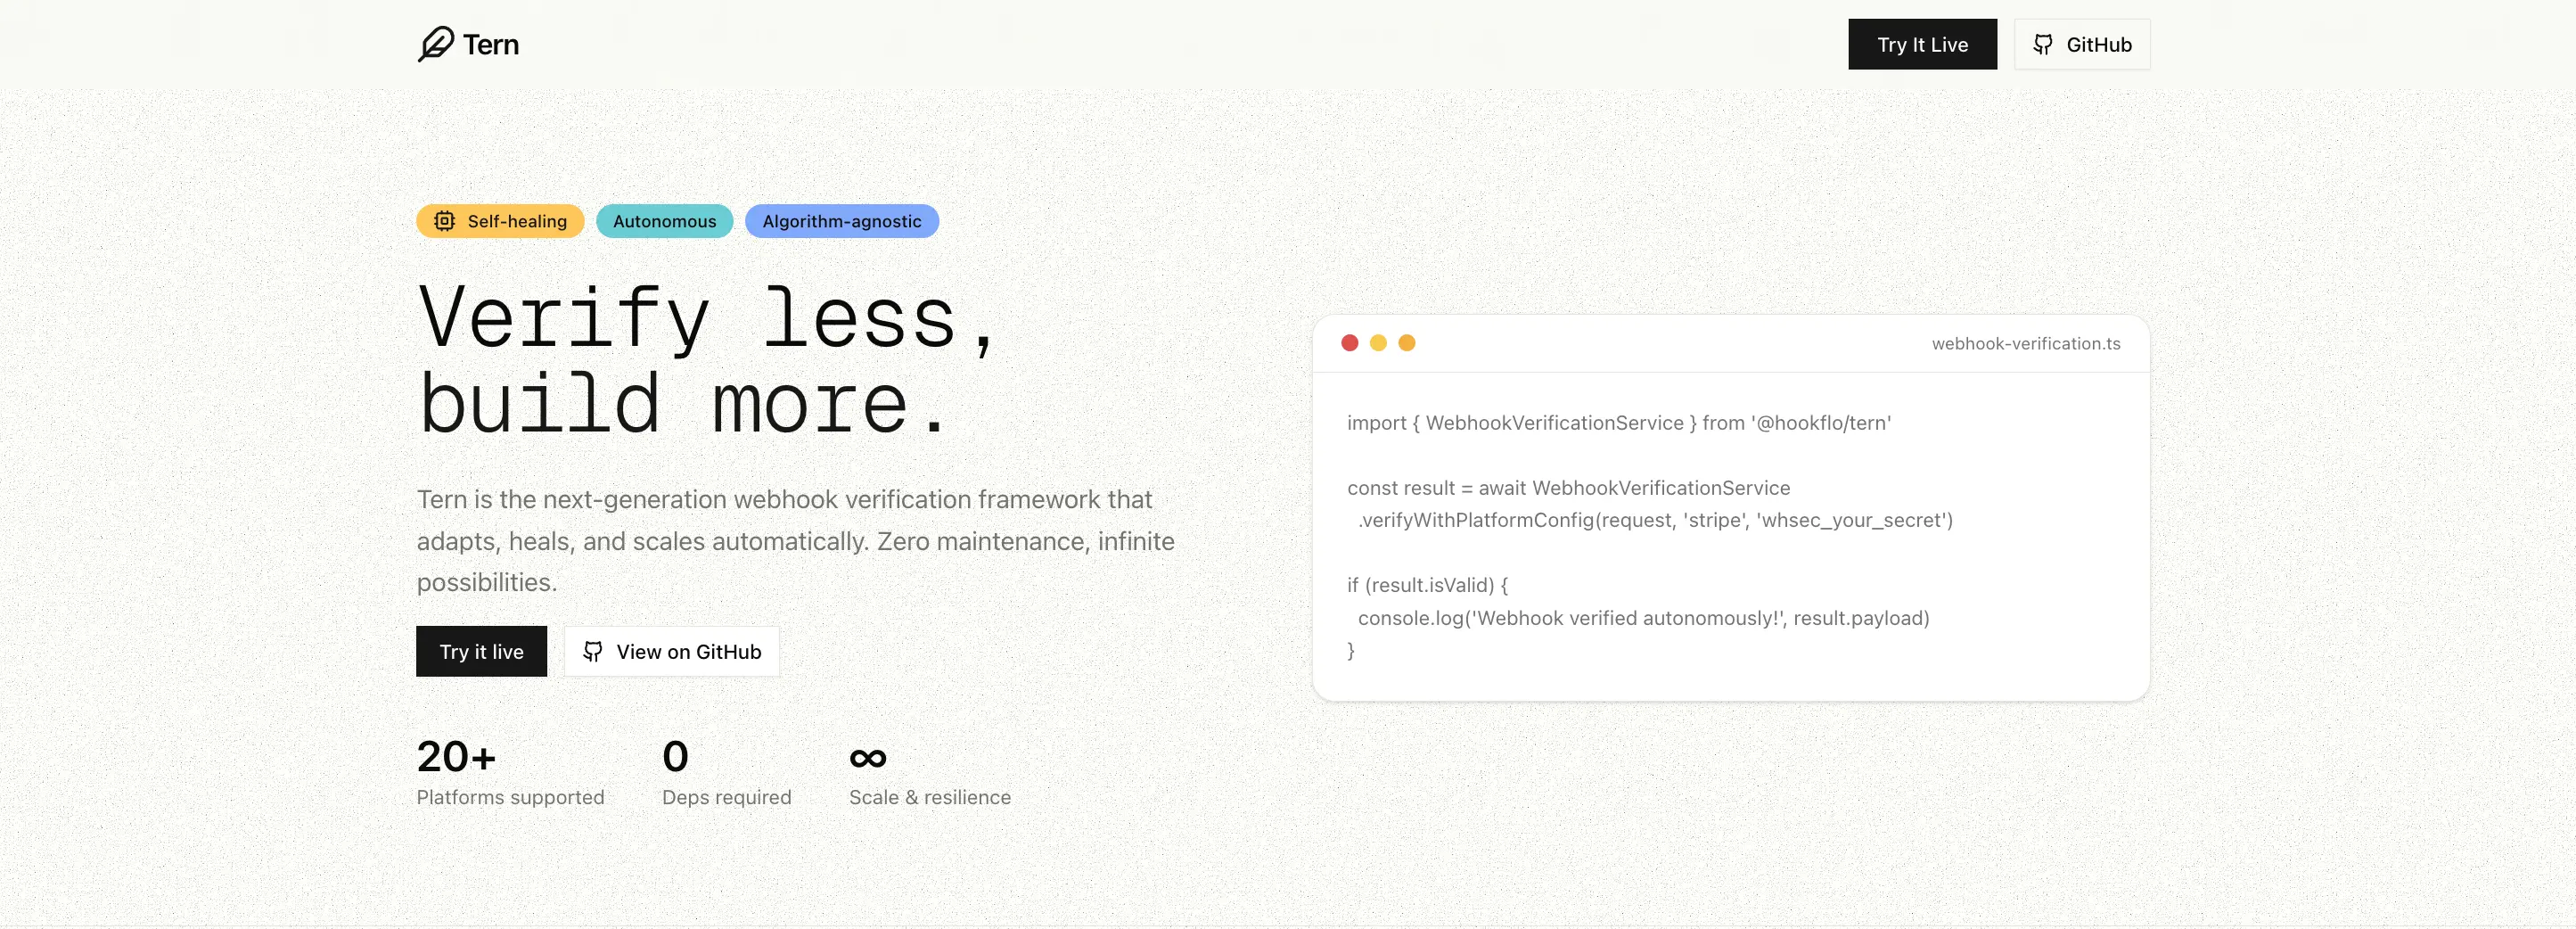 Tern
Try It Live
GitHub
Self-healing
Autonomous
Algorithm-agnostic
Verify less,
build more.
Tern is the next-generation webhook verification framework that
adapts, heals, and scales automatically. Zero maintenance, infinite
possibilities.
Try it live
View on GitHub
20+
Platforms supported
0
Deps required
∞
Scale & resilience
webhook-verification.ts
import { WebhookVerificationService } from '@hookflo/tern'
const result = await WebhookVerificationService
.verifyWithPlatformConfig(request, 'stripe', 'whsec_your_secret')
if (result.isValid) {
console.log('Webhook verified autonomously!', result.payload)
}